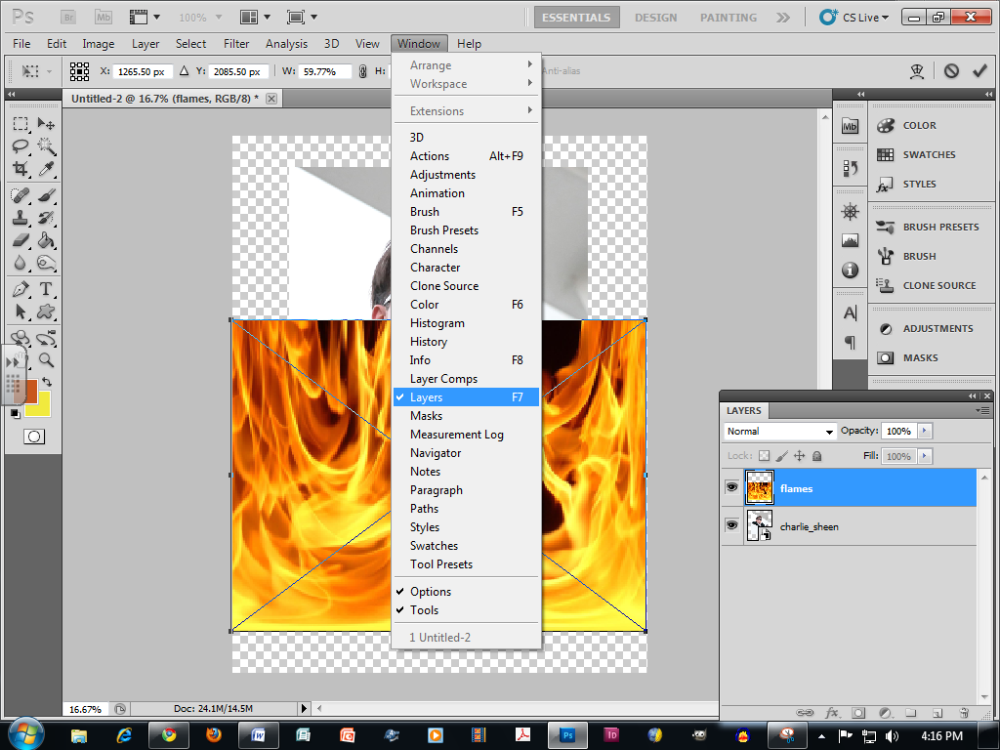 Ps Br Mb 100% ESSENTIALS DESIGN PAINTING CS Live
File Edit Image Layer Select Filter Analysis 3D View Window Help
X: 1265.50 px Y: 2085.50 px W: 59.77% H: Anti-alias
Untitled-2 @ 16.7% (flames, RGB/8) *
Arrange
Workspace
Extensions
3D
Actions Alt+F9
Adjustments
Animation
Brush F5
Brush Presets
Channels
Character
Clone Source
Color F6
Histogram
History
Info F8
Layer Comps
Layers F7
Masks
Measurement Log
Navigator
Notes
Paragraph
Paths
Styles
Swatches
Tool Presets
Options
Tools
1 Untitled-2
Mb
COLOR
SWATCHES
STYLES
BRUSH PRESETS
BRUSH
CLONE SOURCE
ADJUSTMENTS
MASKS
LAYERS
Normal Opacity: 100%
Lock: Fill: 100%
flames
charlie_sheen
16.67% Doc: 24.1M/14.5M
4:16 PM